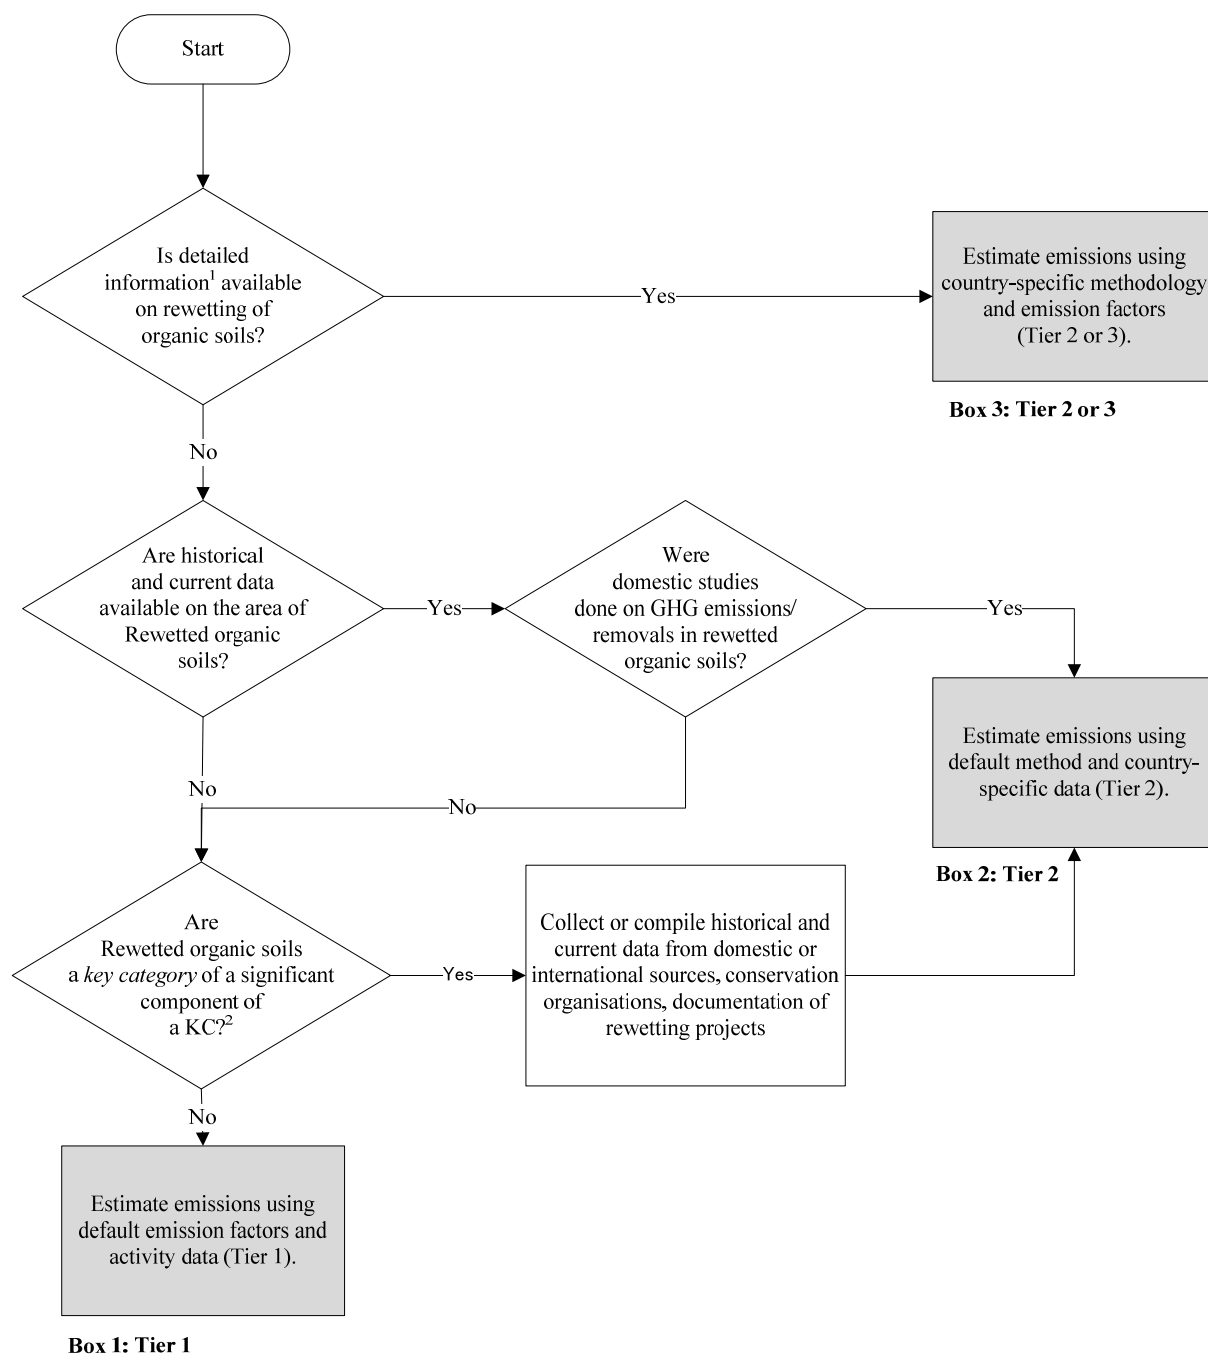 Start
Is detailed
information¹ available
on rewetting of
organic soils?
Yes
Estimate emissions using
country-specific methodology
and emission factors
(Tier 2 or 3).
Box 3: Tier 2 or 3
No
Are historical
and current data
available on the area of
Rewetted organic
soils?
Yes
Were
domestic studies
done on GHG emissions/
removals in rewetted
organic soils?
Yes
Estimate emissions using
default method and country-
specific data (Tier 2).
Box 2: Tier 2
No
No
Are
Rewetted organic soils
a key category of a significant
component of
a KC?²
Yes
Collect or compile historical and
current data from domestic or
international sources, conservation
organisations, documentation of
rewetting projects
No
Estimate emissions using
default emission factors and
activity data (Tier 1).
Box 1: Tier 1